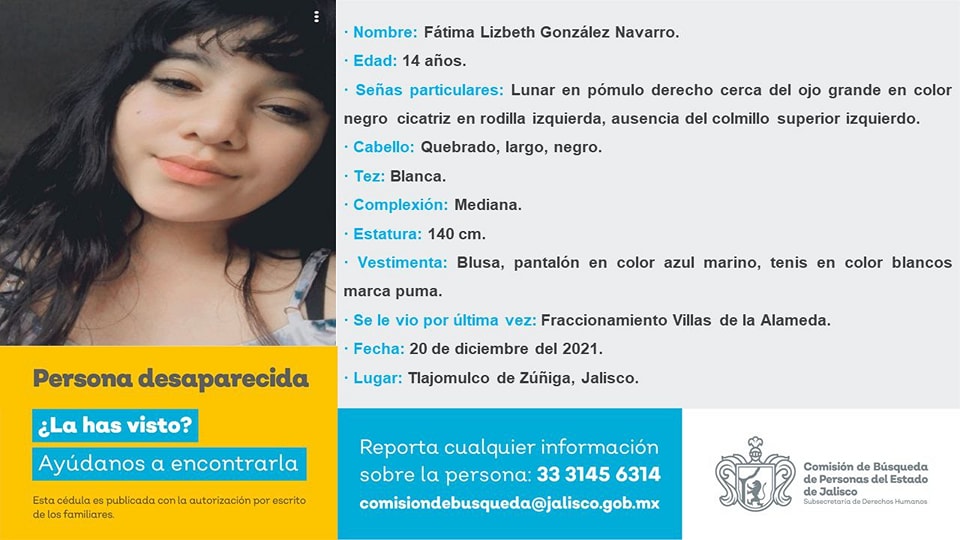 · Nombre: Fátima Lizbeth González Navarro.
· Edad: 14 años.
· Señas particulares: Lunar en pómulo derecho cerca del ojo grande en color
negro cicatriz en rodilla izquierda, ausencia del colmillo superior izquierdo.
· Cabello: Quebrado, largo, negro.
· Tez: Blanca.
· Complexión: Mediana.
· Estatura: 140 cm.
· Vestimenta: Blusa, pantalón en color azul marino, tenis en color blancos
marca puma.
· Se le vio por última vez: Fraccionamiento Villas de la Alameda.
· Fecha: 20 de diciembre del 2021.
· Lugar: Tlajomulco de Zúñiga, Jalisco.
Persona desaparecida
¿La has visto?
Ayúdanos a encontrarla
Esta cédula es publicada con la autorización por escrito
de los familiares.
Reporta cualquier información
sobre la persona: 33 3145 6314
comisiondebusqueda@jalisco.gob.mx
Comisión de Búsqueda
de Personas del Estado
de Jalisco
Subsecretaría de Derechos Humanos